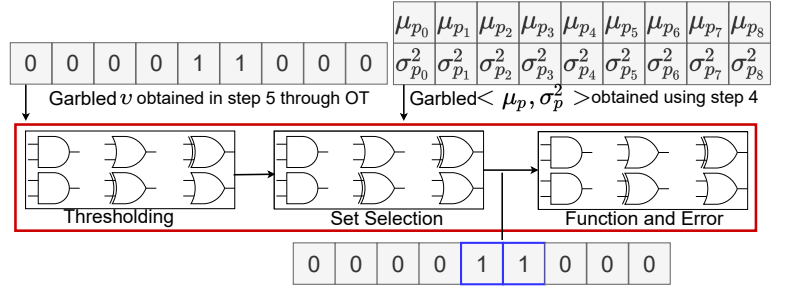 μp0 μp1 μp2 μp3 μp4 μp5 μp6 μp7 μp8
0 0 0 0 1 1 0 0 0
σ²p0 σ²p1 σ²p2 σ²p3 σ²p4 σ²p5 σ²p6 σ²p7 σ²p8
Garbled v obtained in step 5 through OT
Garbled < μp, σ²p > obtained using step 4
Thresholding
Set Selection
Function and Error
0 0 0 0 1 1 0 0 0